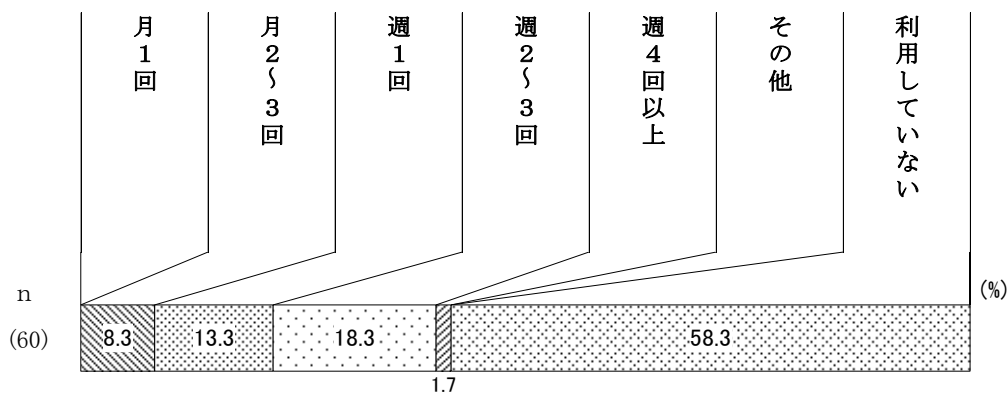 月1回
月2～3回
週1回
週2～3回
週4回以上
その他
利用していない
n
(%)
(60)
8.3
13.3
18.3
58.3
1.7